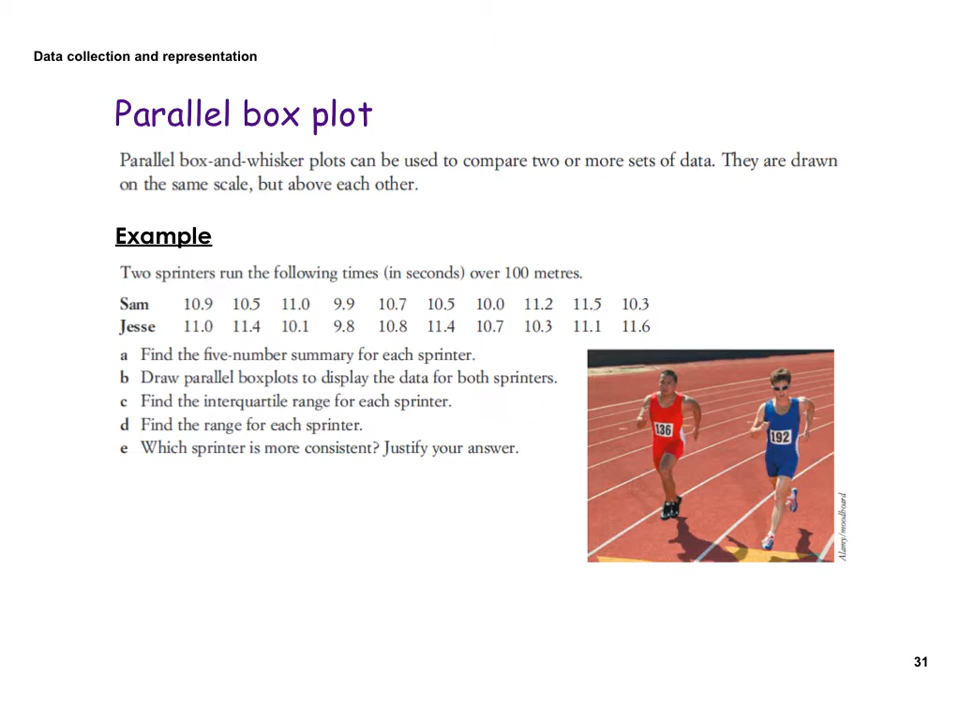 Data collection and representation
Parallel box plot
Parallel box-and-whisker plots can be used to compare two or more sets of data. They are drawn
on the same scale, but above each other.
Example
Two sprinters run the following times (in seconds) over 100 metres.
Sam 10.9 10.5 11.0 9.9 10.7 10.5 10.0 11.2 11.5 10.3
Jesse 11.0 11.4 10.1 9.8 10.8 11.4 10.7 10.3 11.1 11.6
a Find the five-number summary for each sprinter.
b Draw parallel boxplots to display the data for both sprinters.
c Find the interquartile range for each sprinter.
d Find the range for each sprinter.
e Which sprinter is more consistent? Justify your answer.
136
192
Alamy/moodboard
31